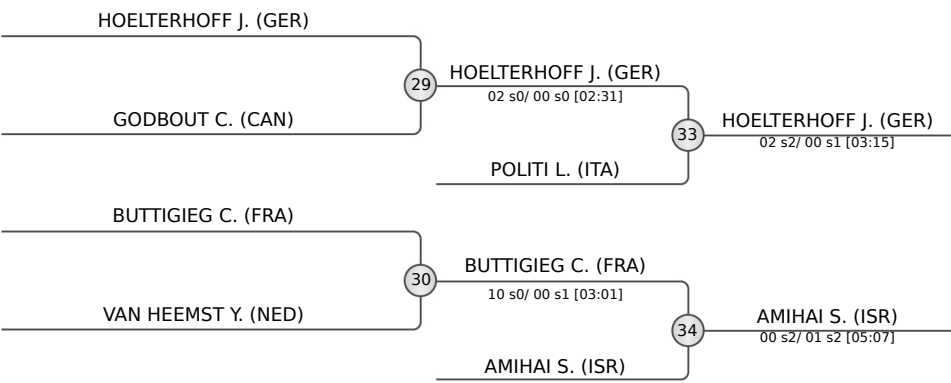 HOELTERHOFF J. (GER)
GODBOUT C. (CAN)
29
HOELTERHOFF J. (GER)
02 s0/ 00 s0 [02:31]
POLITI L. (ITA)
33
HOELTERHOFF J. (GER)
02 s2/ 00 s1 [03:15]
BUTTIGIEG C. (FRA)
VAN HEEMST Y. (NED)
30
BUTTIGIEG C. (FRA)
10 s0/ 00 s1 [03:01]
AMIHAI S. (ISR)
34
AMIHAI S. (ISR)
00 s2/ 01 s2 [05:07]